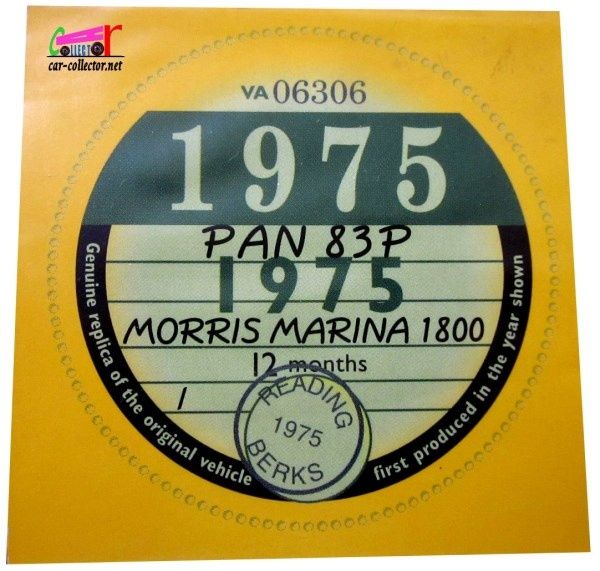 COLLECTOR
car-collector.net
VA 06306
1975
PAN 83P
1975
MORRIS MARINA 1800
12 months
1
READING
1975
BERKS
Genuine replica of the original vehicle
first produced in the year shown